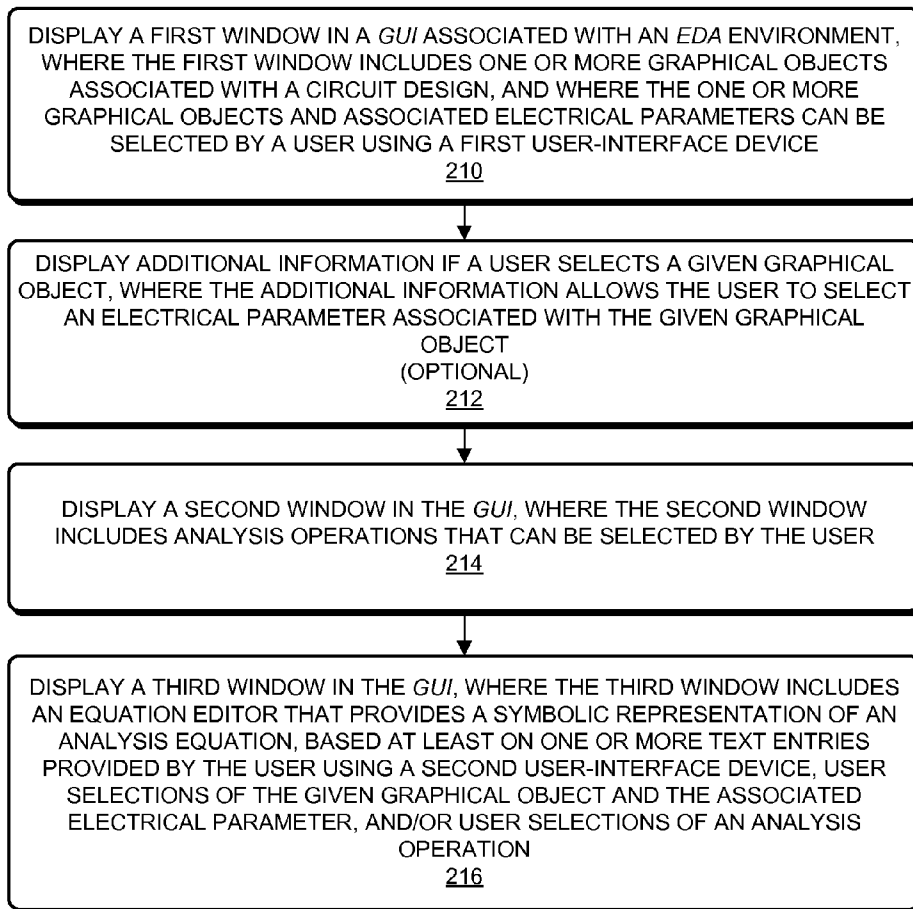 DISPLAY A FIRST WINDOW IN A GUI ASSOCIATED WITH AN EDA ENVIRONMENT,
WHERE THE FIRST WINDOW INCLUDES ONE OR MORE GRAPHICAL OBJECTS
ASSOCIATED WITH A CIRCUIT DESIGN, AND WHERE THE ONE OR MORE
GRAPHICAL OBJECTS AND ASSOCIATED ELECTRICAL PARAMETERS CAN BE
SELECTED BY A USER USING A FIRST USER-INTERFACE DEVICE
210
DISPLAY ADDITIONAL INFORMATION IF A USER SELECTS A GIVEN GRAPHICAL
OBJECT, WHERE THE ADDITIONAL INFORMATION ALLOWS THE USER TO SELECT
AN ELECTRICAL PARAMETER ASSOCIATED WITH THE GIVEN GRAPHICAL
OBJECT
(OPTIONAL)
212
DISPLAY A SECOND WINDOW IN THE GUI, WHERE THE SECOND WINDOW
INCLUDES ANALYSIS OPERATIONS THAT CAN BE SELECTED BY THE USER
214
DISPLAY A THIRD WINDOW IN THE GUI, WHERE THE THIRD WINDOW INCLUDES
AN EQUATION EDITOR THAT PROVIDES A SYMBOLIC REPRESENTATION OF AN
ANALYSIS EQUATION, BASED AT LEAST ON ONE OR MORE TEXT ENTRIES
PROVIDED BY THE USER USING A SECOND USER-INTERFACE DEVICE, USER
SELECTIONS OF THE GIVEN GRAPHICAL OBJECT AND THE ASSOCIATED
ELECTRICAL PARAMETER, AND/OR USER SELECTIONS OF AN ANALYSIS
OPERATION
216